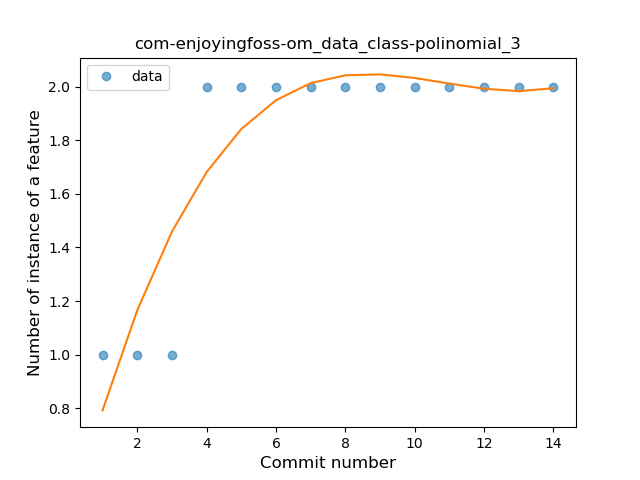 com-enjoyingfoss-om_data_class-polinomial_3
data
Number of instance of a feature
2.0
1.8
1.6
1.4
1.2
1.0
0.8
2 4 6 8 10 12 14
Commit number